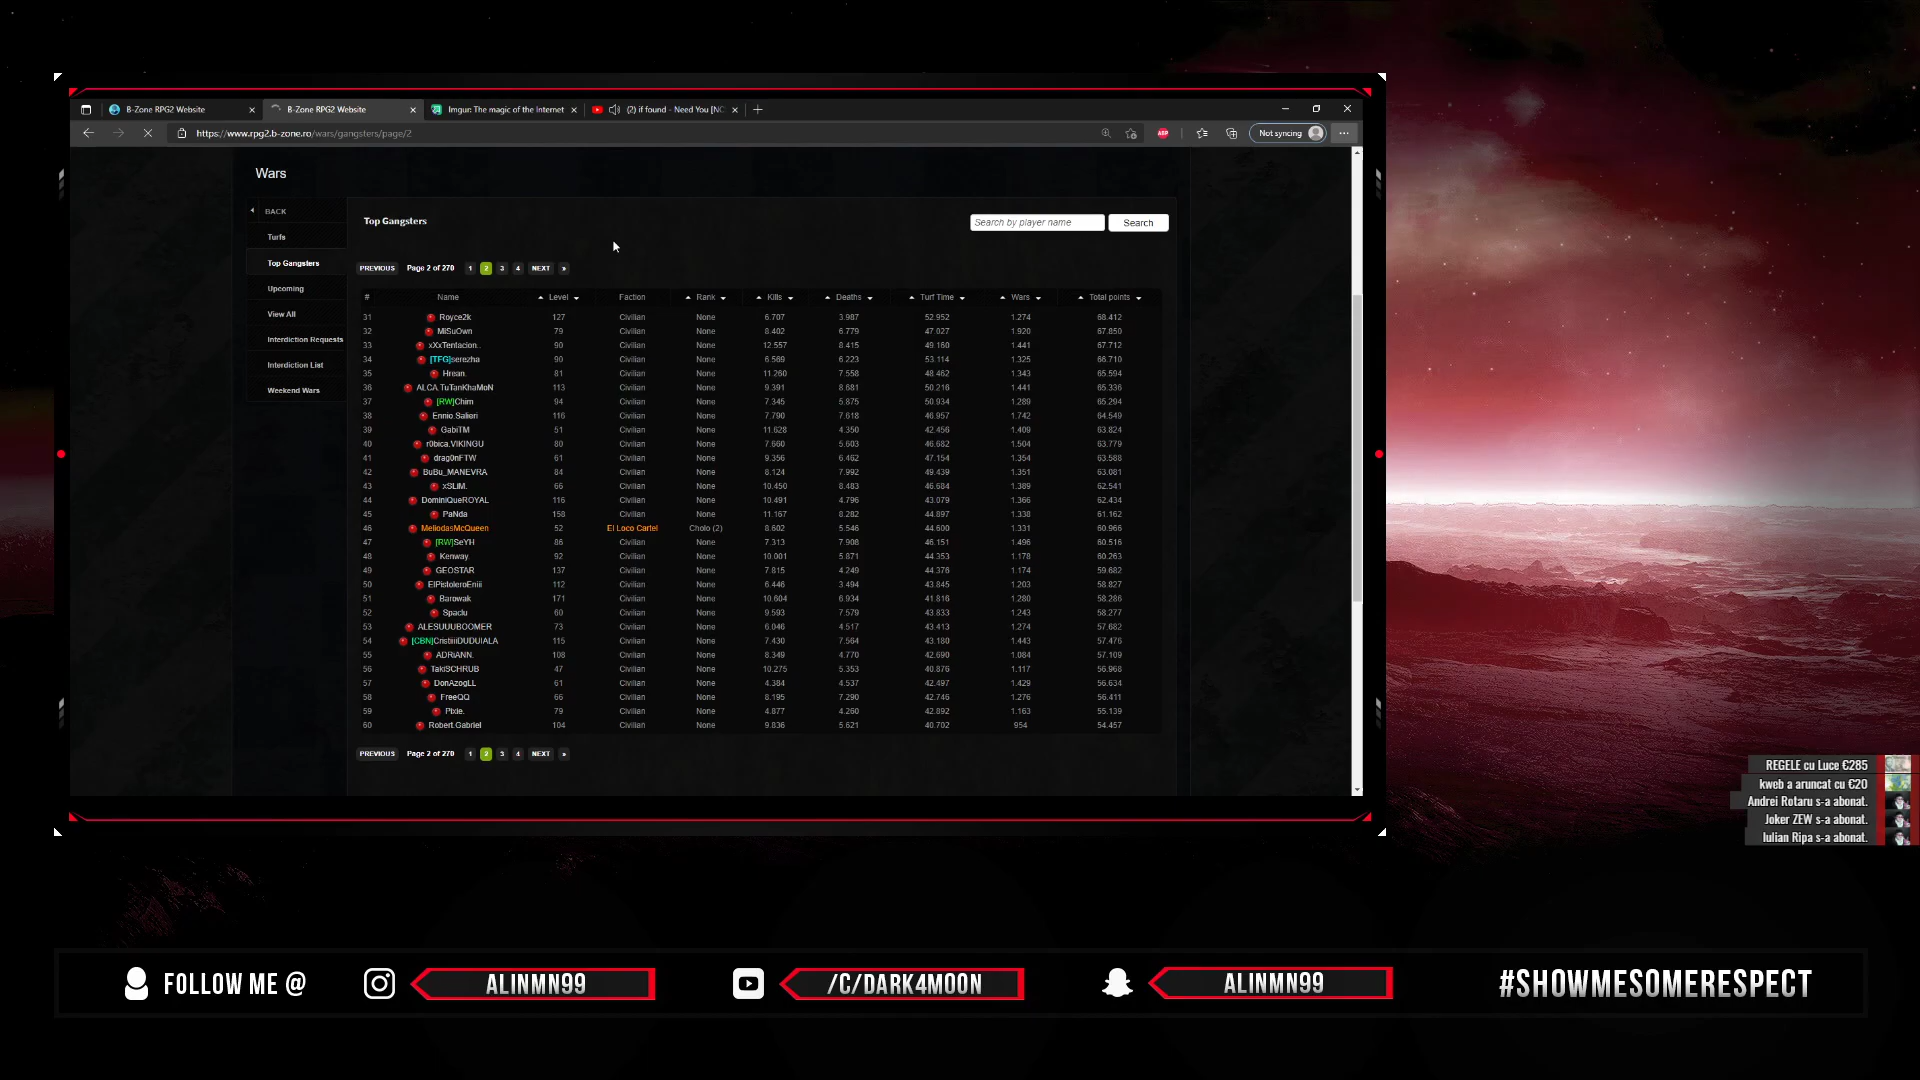 B-Zone RPG2 Website
B-Zone RPG2 Website
Imgur: The magic of the Internet
(2) if found - Need You [NC
https://www.rpg2.b-zone.ro/wars/gangsters/page/2
ABP
Not syncing
Wars
BACK
Turfs
Top Gangsters
Upcoming
View All
Interdiction Requests
Interdiction List
Weekend Wars
Top Gangsters
Search by player name
Search
PREVIOUS Page 2 of 270 1 2 3 4 NEXT »
# Name Level Faction Rank Kills Deaths Turf Time Wars Total points
31 Royce2k 127 Civilian None 6.707 3.987 52.952 1.274 68.412
32 MiSuOwn 79 Civilian None 8.402 6.779 47.027 1.920 67.850
33 xXxTentacion.. 90 Civilian None 12.557 8.415 49.160 1.441 67.712
34 [TFG]serezha 90 Civilian None 6.569 6.223 53.114 1.325 66.710
35 Hrean. 81 Civilian None 11.260 7.558 48.462 1.343 65.594
36 ALCA.TuTanKhaMoN 113 Civilian None 9.391 8.681 50.216 1.441 65.336
37 [RW]Chim 94 Civilian None 7.345 5.875 50.934 1.289 65.294
38 Ennio.Salieri 116 Civilian None 7.790 7.618 46.957 1.742 64.549
39 GabiTM 51 Civilian None 11.628 4.350 42.456 1.409 63.824
40 r0bica.VIKINGU 80 Civilian None 7.660 5.603 46.682 1.504 63.779
41 drag0nFTW 61 Civilian None 9.356 6.462 47.154 1.354 63.588
42 BuBu_MANEVRA 84 Civilian None 8.124 7.992 49.439 1.351 63.081
43 xSLiM. 66 Civilian None 10.450 8.483 46.684 1.389 62.541
44 DominiQueROYAL 116 Civilian None 10.491 4.796 43.079 1.366 62.434
45 PaNda 158 Civilian None 11.167 8.282 44.897 1.338 61.162
46 MeliodasMcQueen 52 El Loco Cartel Cholo (2) 8.602 5.546 44.600 1.331 60.966
47 [RW]SeYH 86 Civilian None 7.313 7.908 46.151 1.496 60.516
48 Kenway. 92 Civilian None 10.001 5.871 44.353 1.178 60.263
49 GEOSTAR 137 Civilian None 7.815 4.249 44.376 1.174 59.682
50 ElPistoleroEniii 112 Civilian None 6.446 3.494 43.845 1.203 58.827
51 Barowak 171 Civilian None 10.604 6.934 41.816 1.280 58.286
52 Spaclu 60 Civilian None 9.593 7.579 43.833 1.243 58.277
53 ALESUUUBOOMER 73 Civilian None 6.046 4.517 43.413 1.274 57.682
54 [CBN]CristiiiDUDUIALA 115 Civilian None 7.430 7.564 43.180 1.443 57.476
55 ADRiANN. 108 Civilian None 8.349 4.770 42.690 1.084 57.109
56 TakiSCHRUB 47 Civilian None 10.275 5.353 40.876 1.117 56.968
57 DonAzogLL 61 Civilian None 4.384 4.537 42.497 1.429 56.634
58 FreeQQ 66 Civilian None 8.195 7.290 42.746 1.276 56.411
59 Pixie. 79 Civilian None 4.877 4.260 42.892 1.163 55.139
60 Robert.Gabriel 104 Civilian None 9.836 5.621 40.702 954 54.457
PREVIOUS Page 2 of 270 1 2 3 4 NEXT »
REGELE cu Luce €285
kweb a aruncat cu €20
Andrei Rotaru s-a abonat.
Joker ZEW s-a abonat.
Iulian Ripa s-a abonat.
FOLLOW ME @ ALINMN99 /C/DARK4MOON ALINMN99 #SHOWMESOMERESPECT